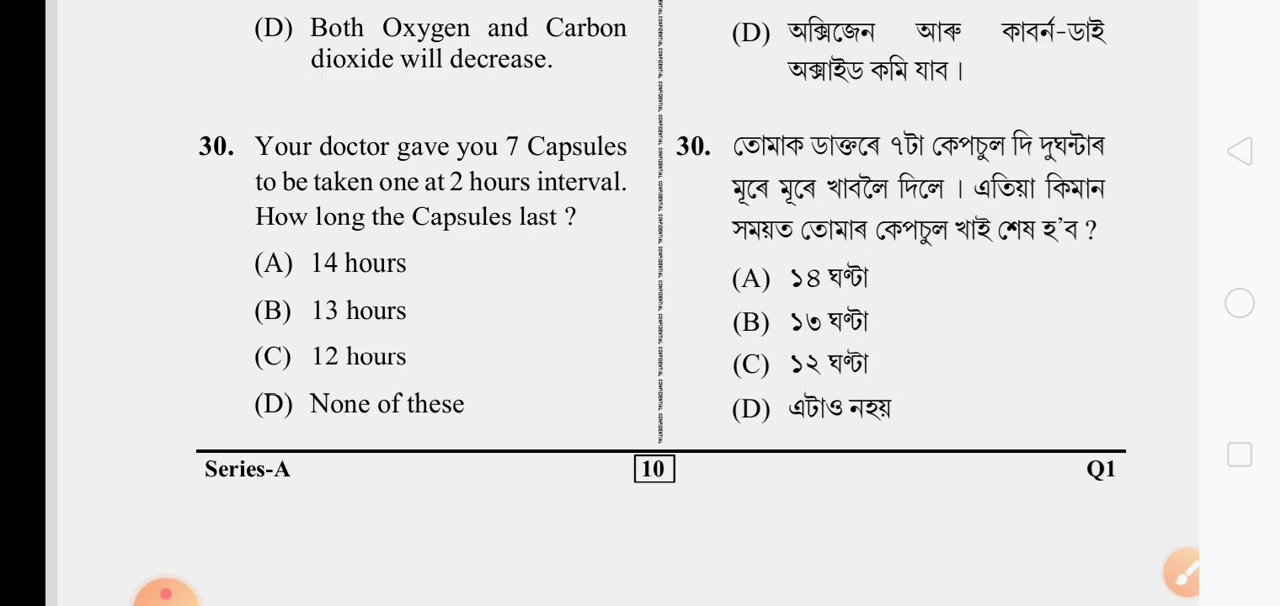 (D) Both Oxygen and Carbon
dioxide will decrease.
30. Your doctor gave you 7 Capsules
to be taken one at 2 hours interval.
How long the Capsules last ?
(A) 14 hours
(B) 13 hours
(C) 12 hours
(D) None of these
(D) অক্সিজেন আৰু কাৰ্বন-ডাই
অক্সাইড কমি যাব ।
30. তোমাক ডাক্তৰে ৭টা কেপচুল দি দুঘন্টাৰ
মূৰে মূৰে খাবলৈ দিলে । এতিয়া কিমান
সময়ত তোমাৰ কেপচুল খাই শেষ হ'ব ?
(A) ১৪ ঘণ্টা
(B) ১৩ ঘণ্টা
(C) ১২ ঘণ্টা
(D) এটাও নহয়
Series-A 10 Q1